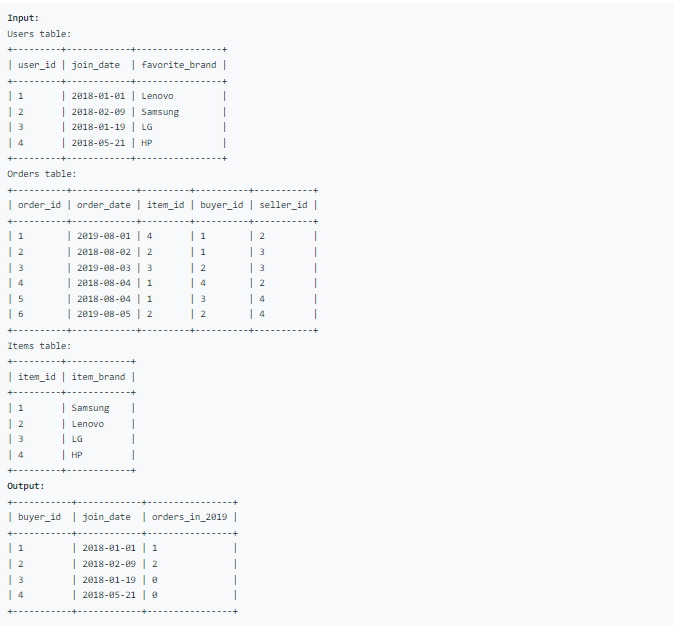 Input:
Users table:
+---------+------------+----------------+
| user_id | join_date  | favorite_brand |
+---------+------------+----------------+
| 1       | 2018-01-01 | Lenovo         |
| 2       | 2018-02-09 | Samsung        |
| 3       | 2018-01-19 | LG             |
| 4       | 2018-05-21 | HP             |
+---------+------------+----------------+
Orders table:
+----------+------------+---------+----------+-----------+
| order_id | order_date | item_id | buyer_id | seller_id |
+----------+------------+---------+----------+-----------+
| 1        | 2019-08-01 | 4       | 1        | 2         |
| 2        | 2018-08-02 | 2       | 1        | 3         |
| 3        | 2019-08-03 | 3       | 2        | 3         |
| 4        | 2018-08-04 | 1       | 4        | 2         |
| 5        | 2018-08-04 | 1       | 3        | 4         |
| 6        | 2019-08-05 | 2       | 2        | 4         |
+----------+------------+---------+----------+-----------+
Items table:
+---------+------------+
| item_id | item_brand |
+---------+------------+
| 1       | Samsung    |
| 2       | Lenovo     |
| 3       | LG         |
| 4       | HP         |
+---------+------------+
Output:
+-----------+------------+----------------+
| buyer_id  | join_date  | orders_in_2019 |
+-----------+------------+----------------+
| 1         | 2018-01-01 | 1              |
| 2         | 2018-02-09 | 2              |
| 3         | 2018-01-19 | 0              |
| 4         | 2018-05-21 | 0              |
+-----------+------------+----------------+